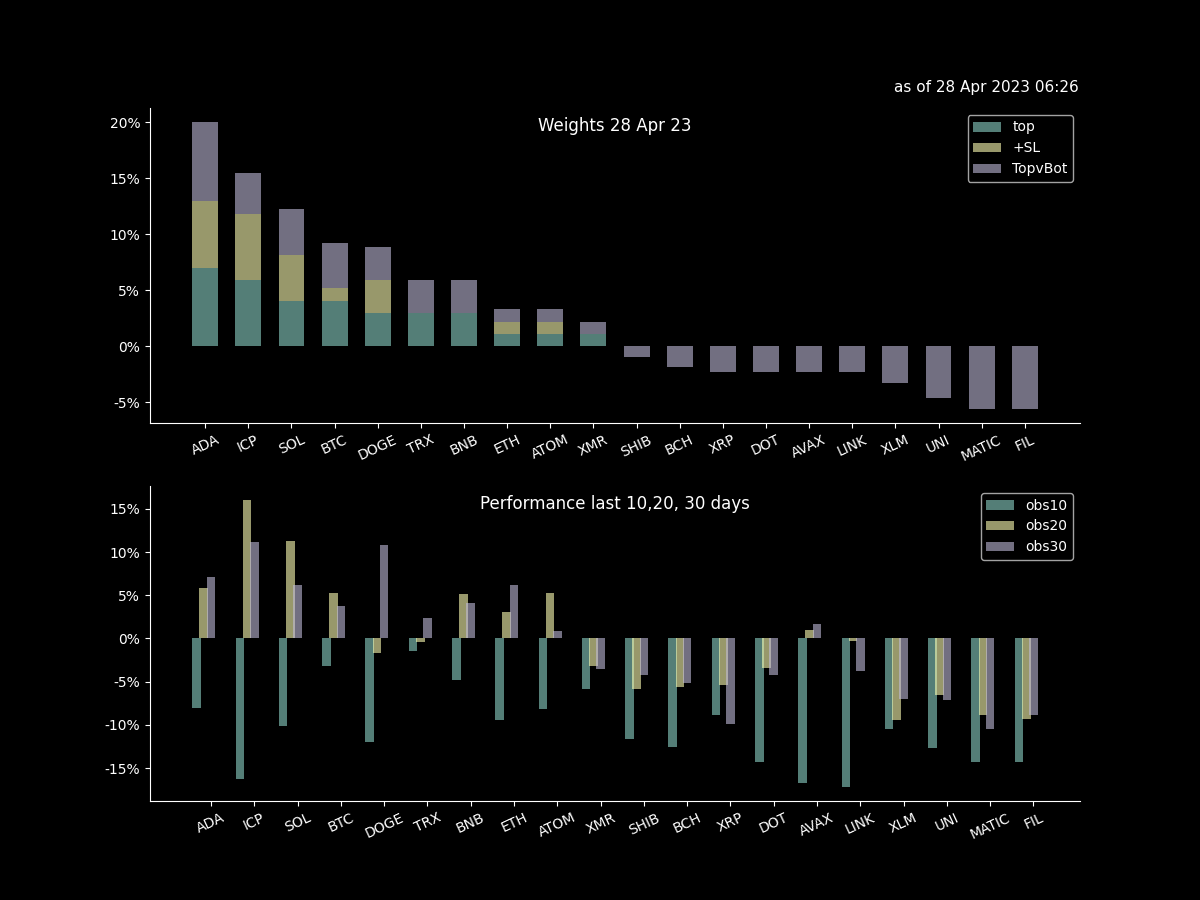 as of 28 Apr 2023 06:26
Weights 28 Apr 23
top
+SL
TopvBot
20%
15%
10%
5%
0%
-5%
ADA ICP SOL BTC DOGE TRX BNB ETH ATOM XMR SHIB BCH XRP DOT AVAX LINK XLM UNI MATIC FIL
Performance last 10,20, 30 days
obs10
obs20
obs30
15%
10%
5%
0%
-5%
-10%
-15%
ADA ICP SOL BTC DOGE TRX BNB ETH ATOM XMR SHIB BCH XRP DOT AVAX LINK XLM UNI MATIC FIL